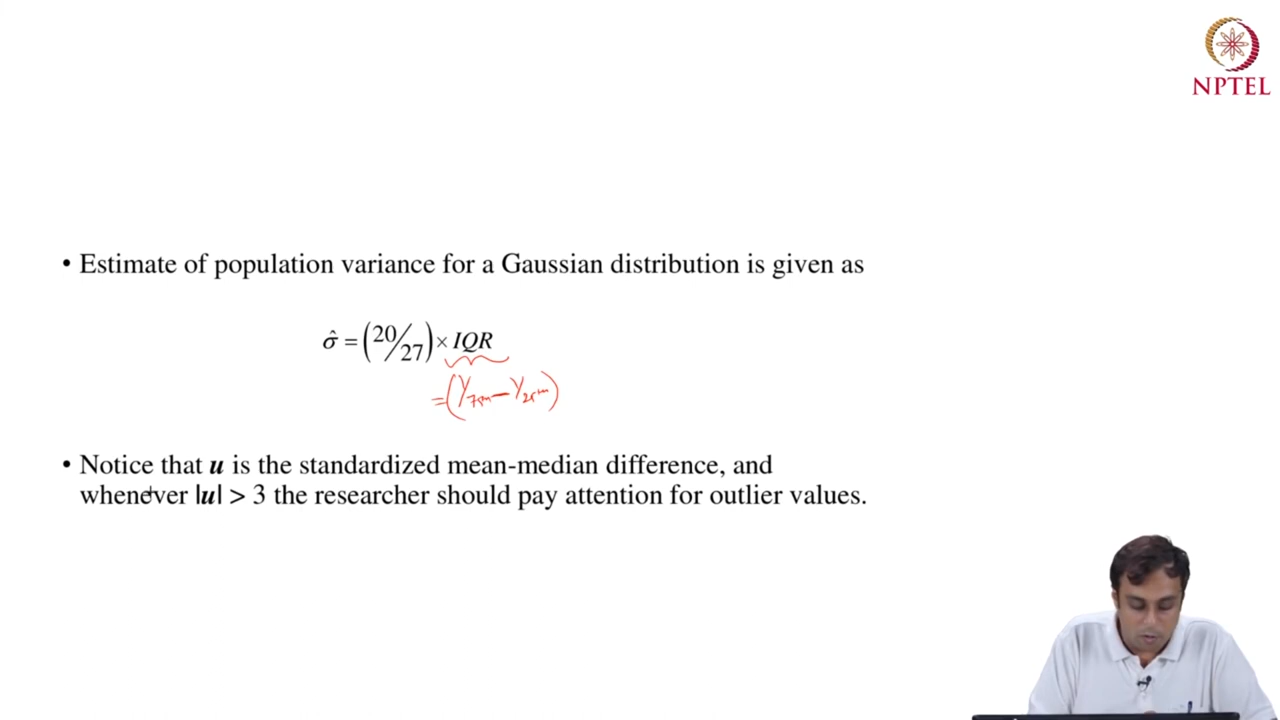 NPTEL
• Estimate of population variance for a Gaussian distribution is given as
σ̂ = (20/27) × IQR
= (Y75th − Y25th)
• Notice that u is the standardized mean-median difference, and
whenever |u| > 3 the researcher should pay attention for outlier values.